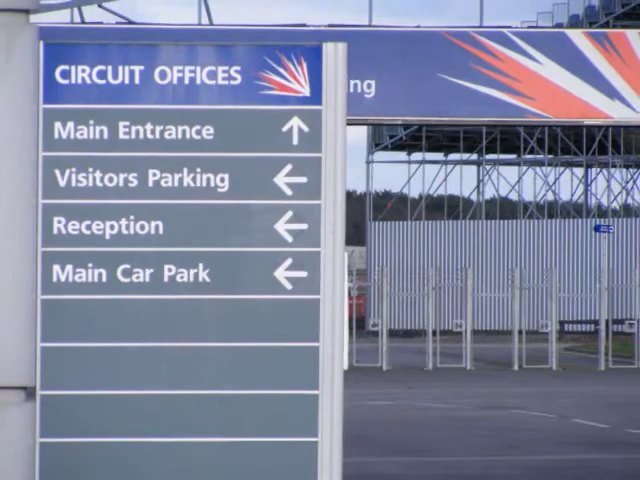 CIRCUIT OFFICES
ng
Main Entrance
Visitors Parking
Reception
Main Car Park